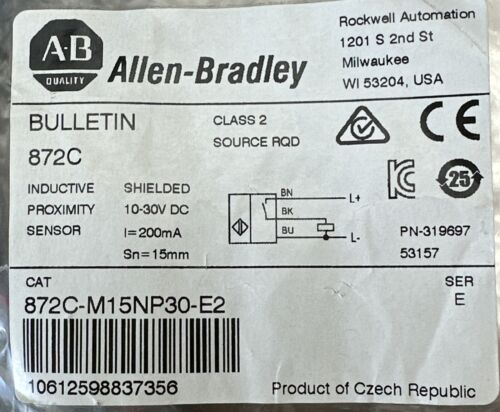 A-B
QUALITY
Allen-Bradley
Rockwell Automation
1201 S 2nd St
Milwaukee
WI 53204, USA
BULLETIN
872C
CLASS 2
SOURCE RQD
CE
INDUCTIVE
PROXIMITY
SENSOR
SHIELDED
10-30V DC
I=200mA
Sn=15mm
BN
BK
BU
L+
L-
25
PN-319697
53157
CAT
872C-M15NP30-E2
SER
E
10612598837356
Product of Czech Republic